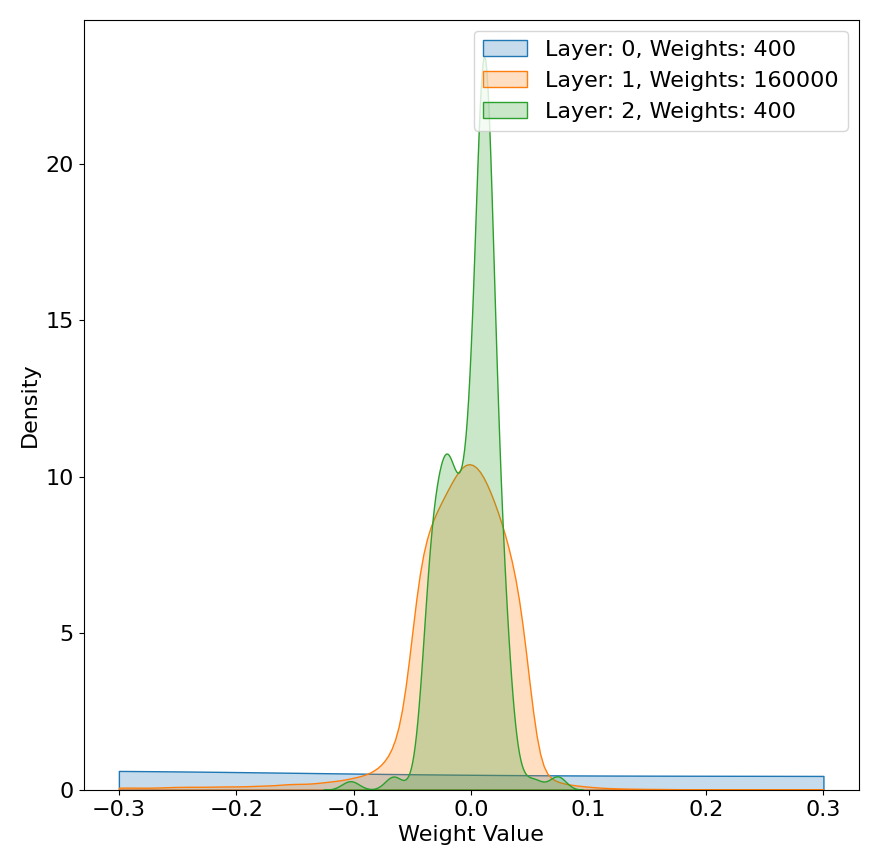 Layer: 0, Weights: 400
Layer: 1, Weights: 160000
Layer: 2, Weights: 400
20
15
10
5
0
Density
−0.3 −0.2 −0.1 0.0 0.1 0.2 0.3
Weight Value